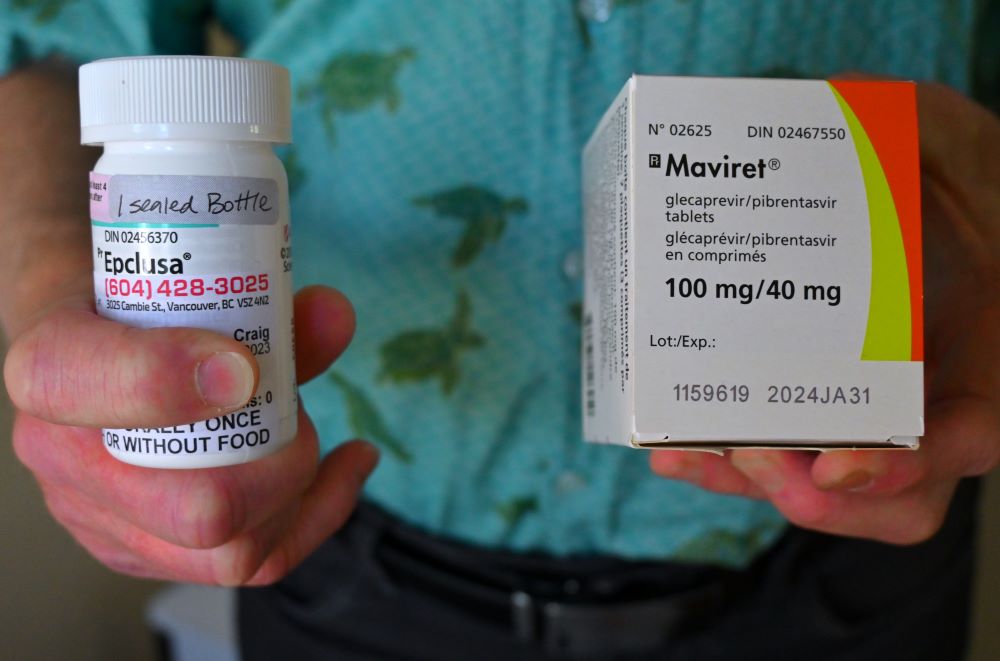 1 sealed Bottle
DIN 02456370
Pr Epclusa®
(604) 428-3025
3025 Cambie St., Vancouver, BC V5Z 4N2
Craig
ONCE
OR WITHOUT FOOD
N° 02625 DIN 02467550
Maviret®
glecaprevir/pibrentasvir
tablets
glécaprévir/pibrentasvir
en comprimés
100 mg/40 mg
Lot:/Exp.:
1159619 2024JA31